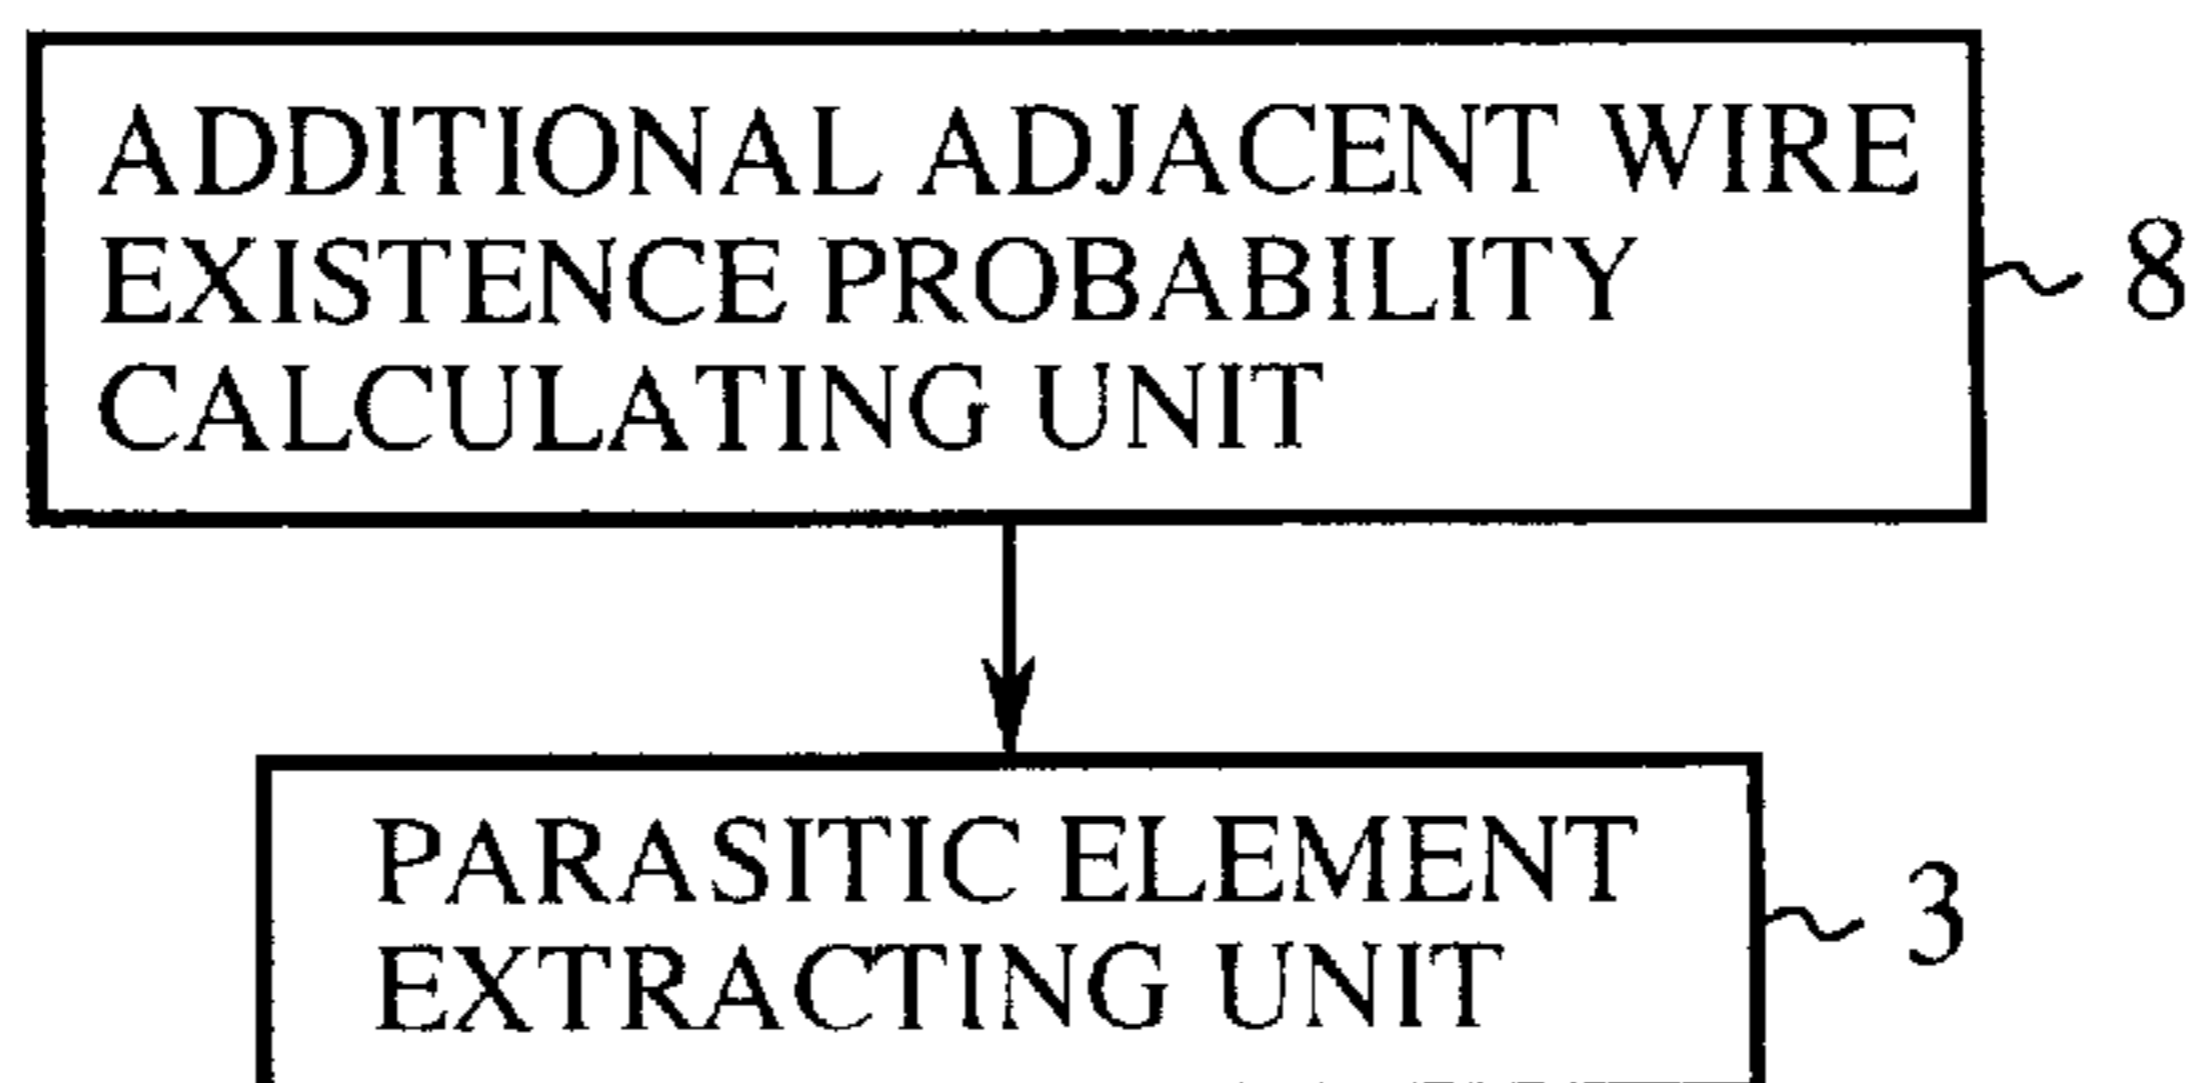 ADDITIONAL ADJACENT WIRE
EXISTENCE PROBABILITY
CALCULATING UNIT
8
PARASITIC ELEMENT
EXTRACTING UNIT
3